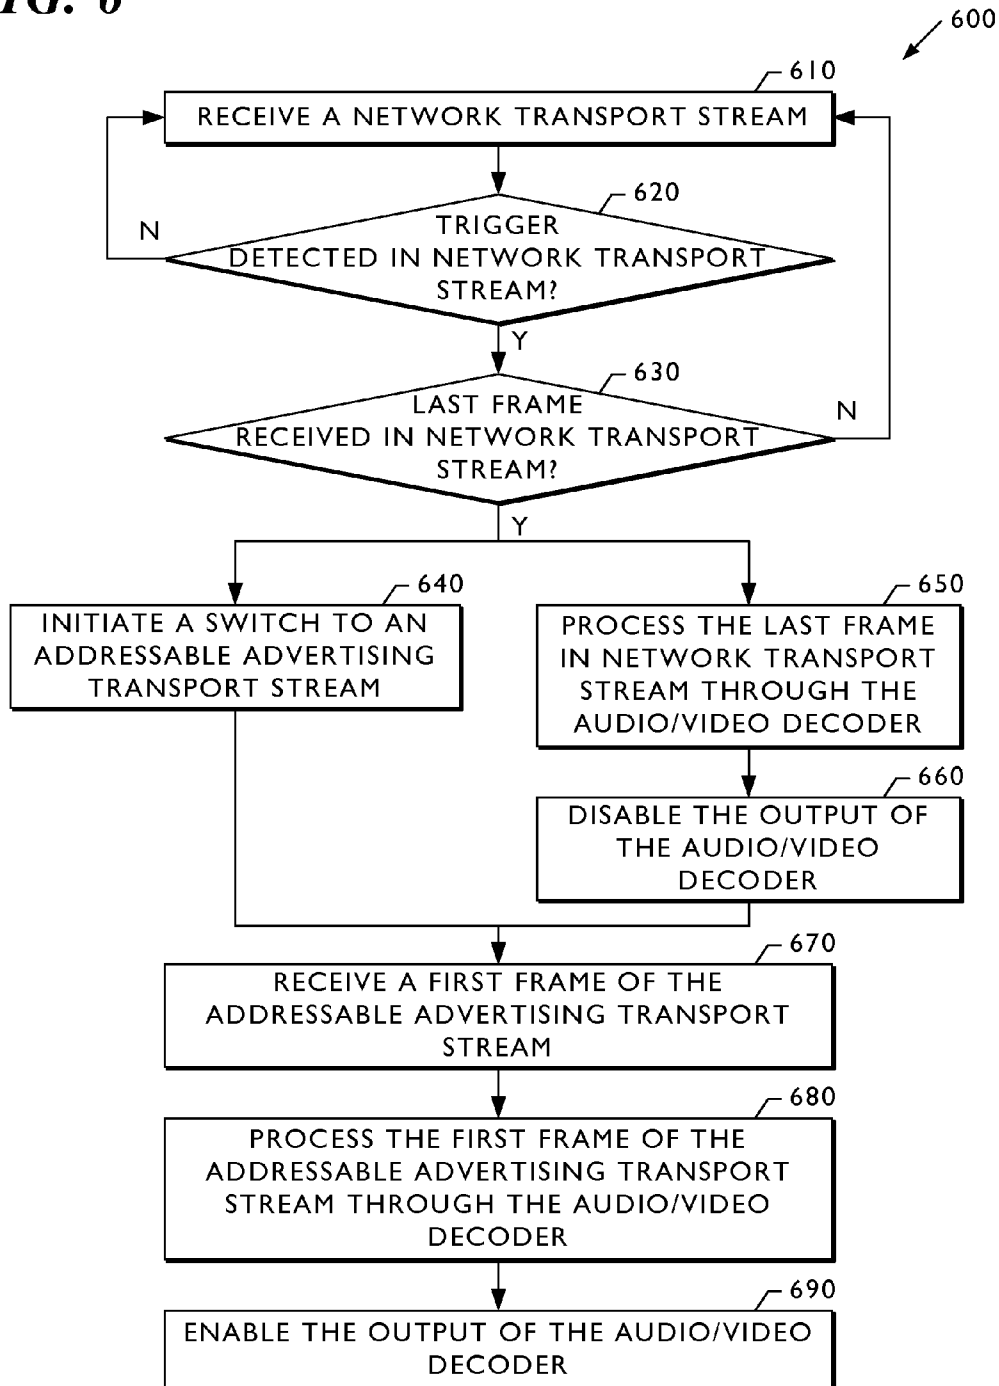 FIG. 6
600
610
RECEIVE A NETWORK TRANSPORT STREAM
620
TRIGGER
DETECTED IN NETWORK TRANSPORT
STREAM?
N
Y
630
LAST FRAME
RECEIVED IN NETWORK TRANSPORT
STREAM?
N
Y
640
INITIATE A SWITCH TO AN
ADDRESSABLE ADVERTISING
TRANSPORT STREAM
650
PROCESS THE LAST FRAME
IN NETWORK TRANSPORT
STREAM THROUGH THE
AUDIO/VIDEO DECODER
660
DISABLE THE OUTPUT OF
THE AUDIO/VIDEO
DECODER
670
RECEIVE A FIRST FRAME OF THE
ADDRESSABLE ADVERTISING TRANSPORT
STREAM
680
PROCESS THE FIRST FRAME OF THE
ADDRESSABLE ADVERTISING TRANSPORT
STREAM THROUGH THE AUDIO/VIDEO
DECODER
690
ENABLE THE OUTPUT OF THE AUDIO/VIDEO
DECODER